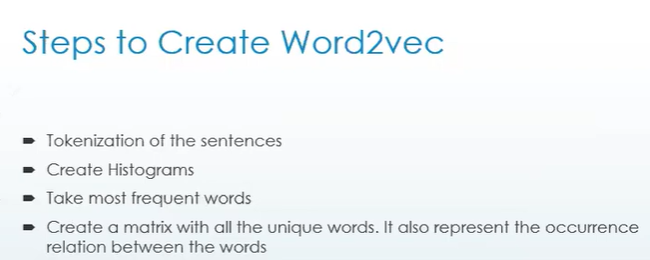 Steps to Create Word2vec
Tokenization of the sentences
Create Histograms
Take most frequent words
Create a matrix with all the unique words. It also represent the occurrence
relation between the words